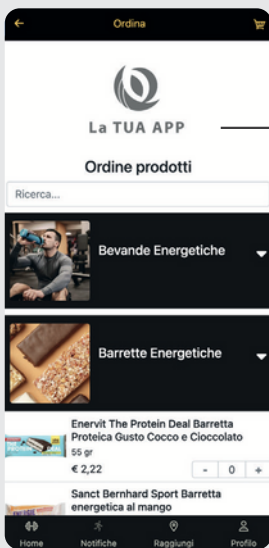 Ordina
La TUA APP
Ordine prodotti
Ricerca...
Bevande Energetiche
Barrette Energetiche
Enervit The Protein Deal Barretta
Proteica Gusto Cocco e Cioccolato
55 gr
€ 2,22
- 0 +
Sanct Bernhard Sport Barretta
energetica al mango
Home Notifiche Raggiungi Profilo